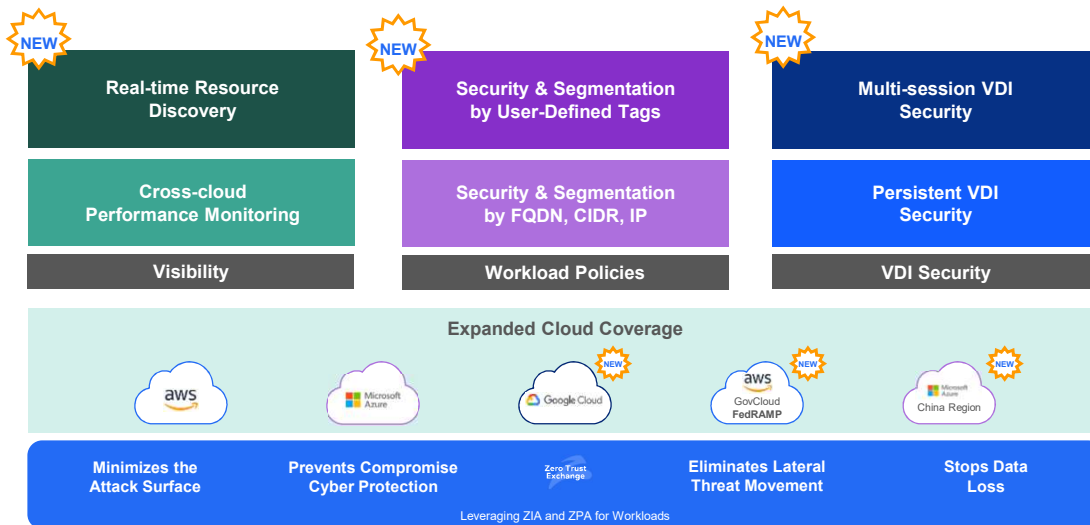 NEW
Real-time Resource
Discovery
Cross-cloud
Performance Monitoring
Visibility
NEW
Security & Segmentation
by User-Defined Tags
Security & Segmentation
by FQDN, CIDR, IP
Workload Policies
NEW
Multi-session VDI
Security
Persistent VDI
Security
VDI Security
Expanded Cloud Coverage
aws
Microsoft
Azure
NEW
Google Cloud
NEW
aws
GovCloud
FedRAMP
NEW
Microsoft
Azure
China Region
Minimizes the
Attack Surface
Prevents Compromise
Cyber Protection
Zero Trust
Exchange
Eliminates Lateral
Threat Movement
Stops Data
Loss
Leveraging ZIA and ZPA for Workloads